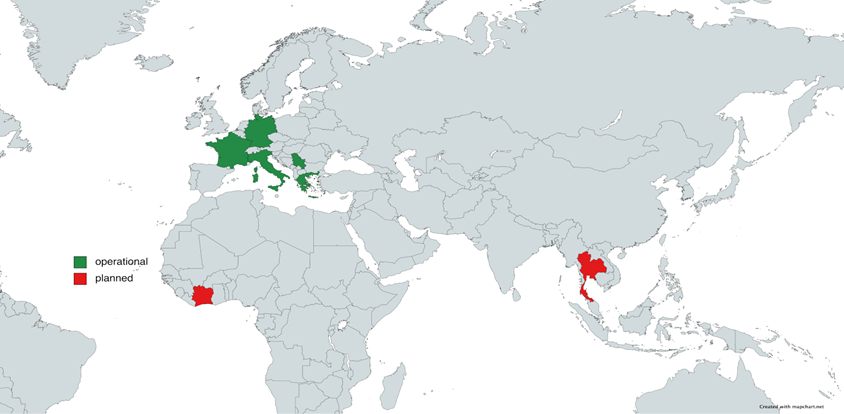 operational
planned
Created with mapchart.net